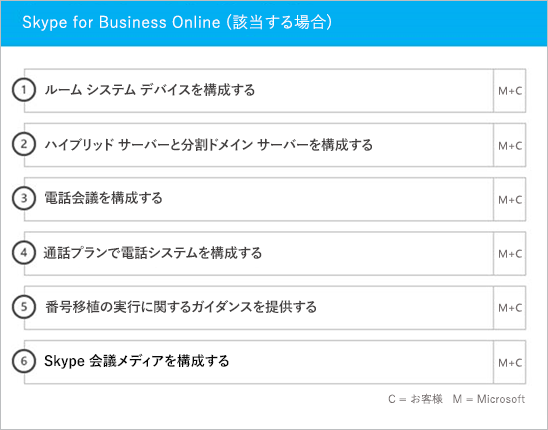 Skype for Business Online (該当する場合)
1 ルーム システム デバイスを構成する M+C
2 ハイブリッド サーバーと分割ドメイン サーバーを構成する M+C
3 電話会議を構成する M+C
4 通話プランで電話システムを構成する M+C
5 番号移植の実行に関するガイダンスを提供する M+C
6 Skype 会議メディアを構成する M+C
C = お客様 M = Microsoft